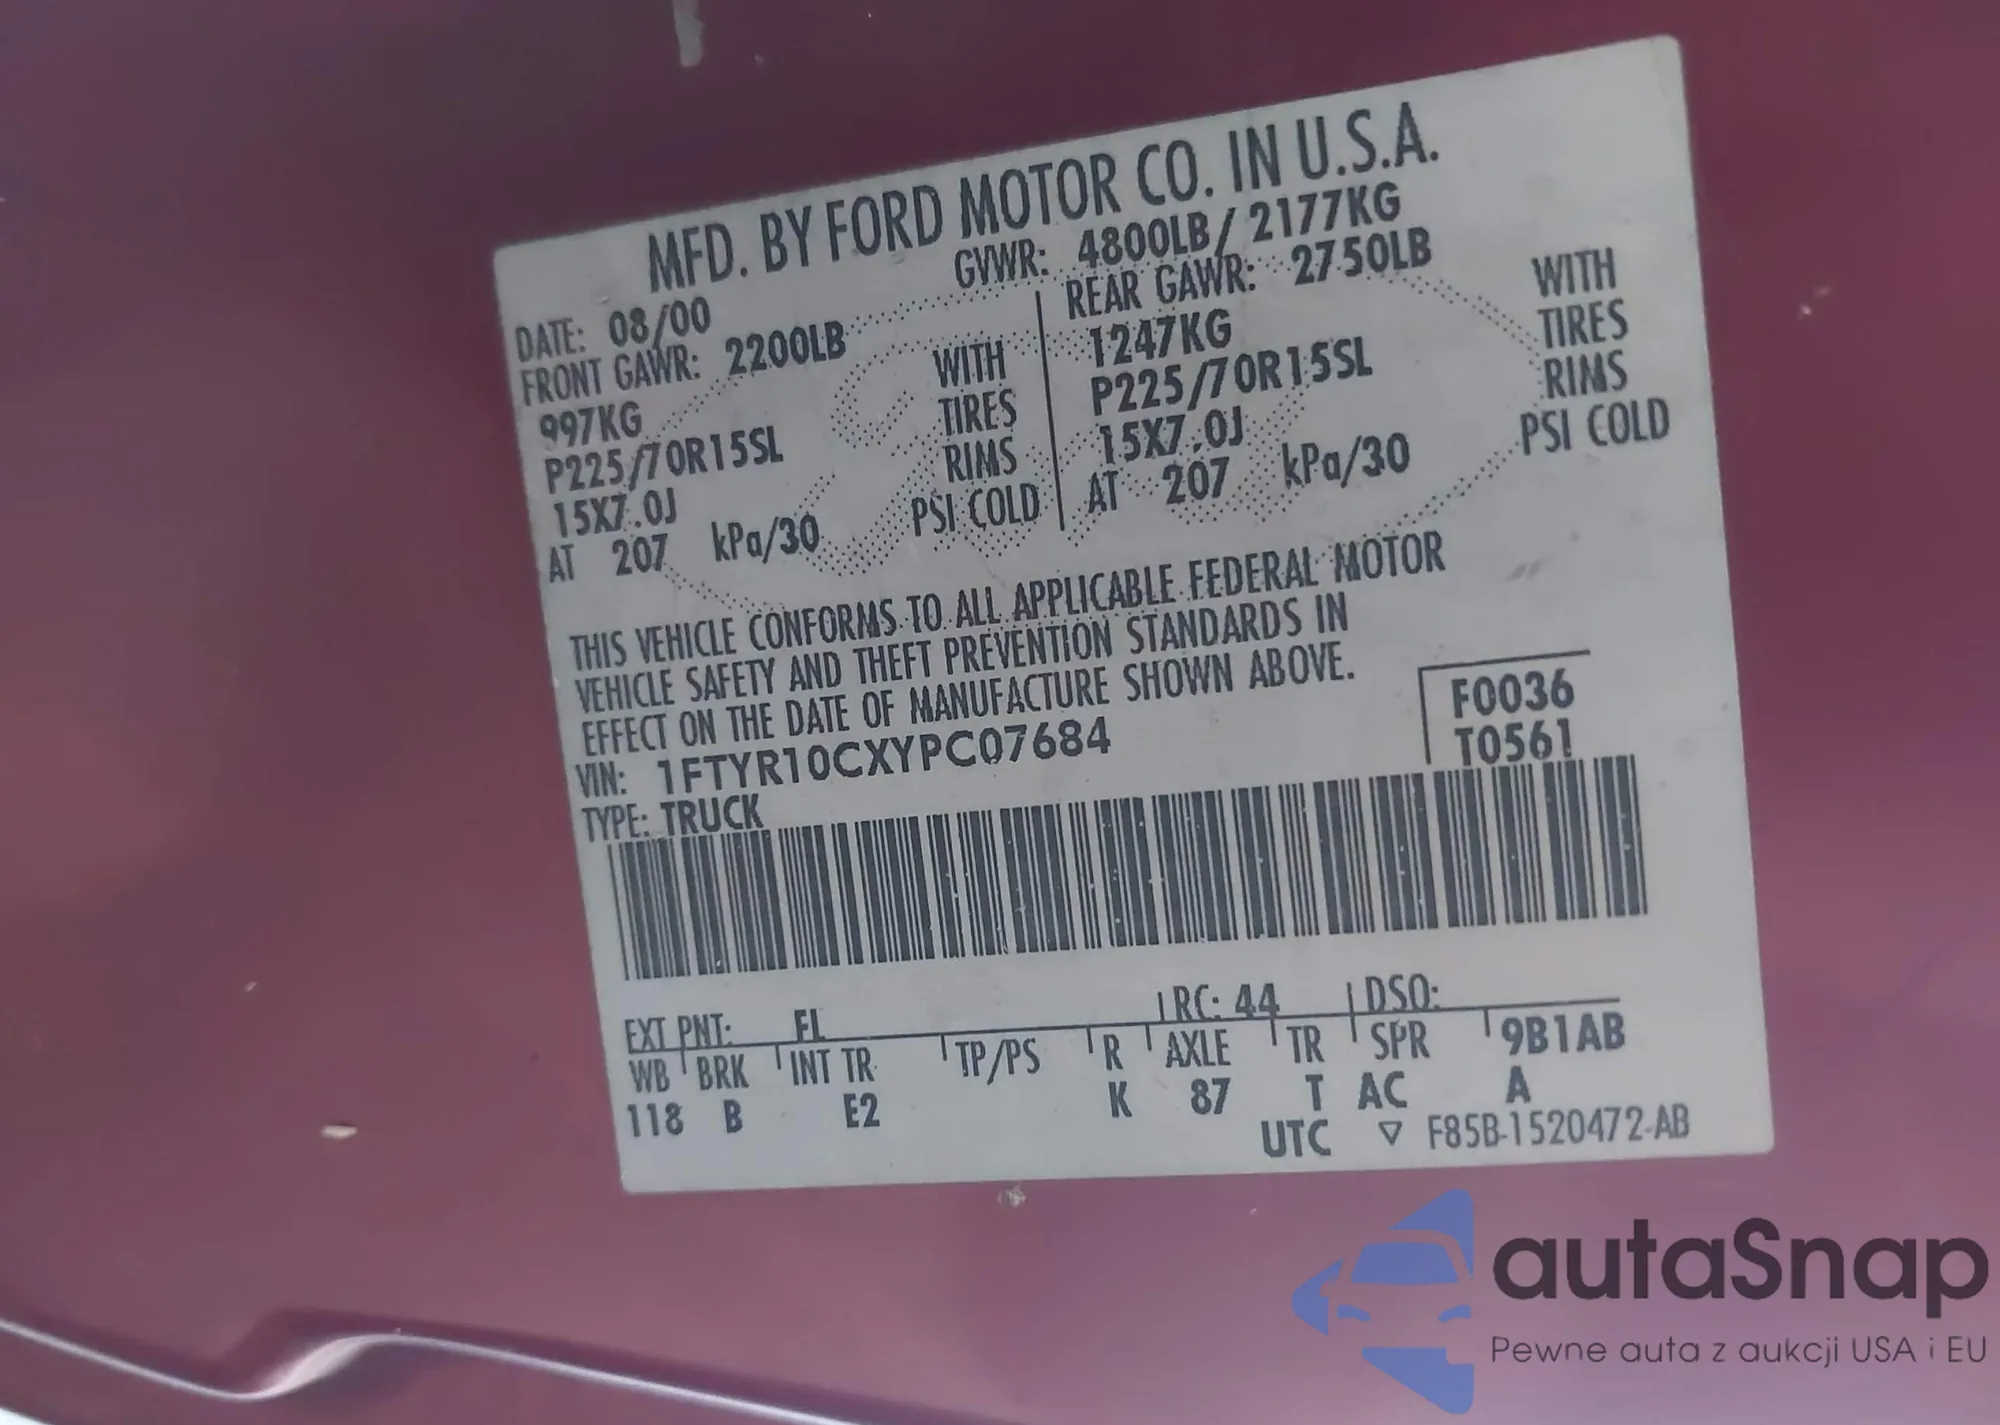 MFD. BY FORD MOTOR CO. IN U.S.A.
DATE: 08/00 GVWR: 4800LB/ 2177KG
FRONT GAWR: 2200LB REAR GAWR: 2750LB
997KG WITH 1247KG WITH
P225/70R15SL TIRES P225/70R15SL TIRES
15X7.0J RIMS 15X7.0J RIMS
AT 207 kPa/30 PSI COLD AT 207 kPa/30 PSI COLD
THIS VEHICLE CONFORMS TO ALL APPLICABLE FEDERAL MOTOR
VEHICLE SAFETY AND THEFT PREVENTION STANDARDS IN
EFFECT ON THE DATE OF MANUFACTURE SHOWN ABOVE.
VIN: 1FTYR10CXYPC07684 F0036
TYPE: TRUCK T0561
EXT PNT: FL RC: 44 DSO:
WB BRK INT TR TP/PS R AXLE TR SPR 9B1AB
118 B E2 K 87 T AC A
UTC ▽ F85B-1520472-AB
autaSnap
Pewne auta z aukcji USA i EU